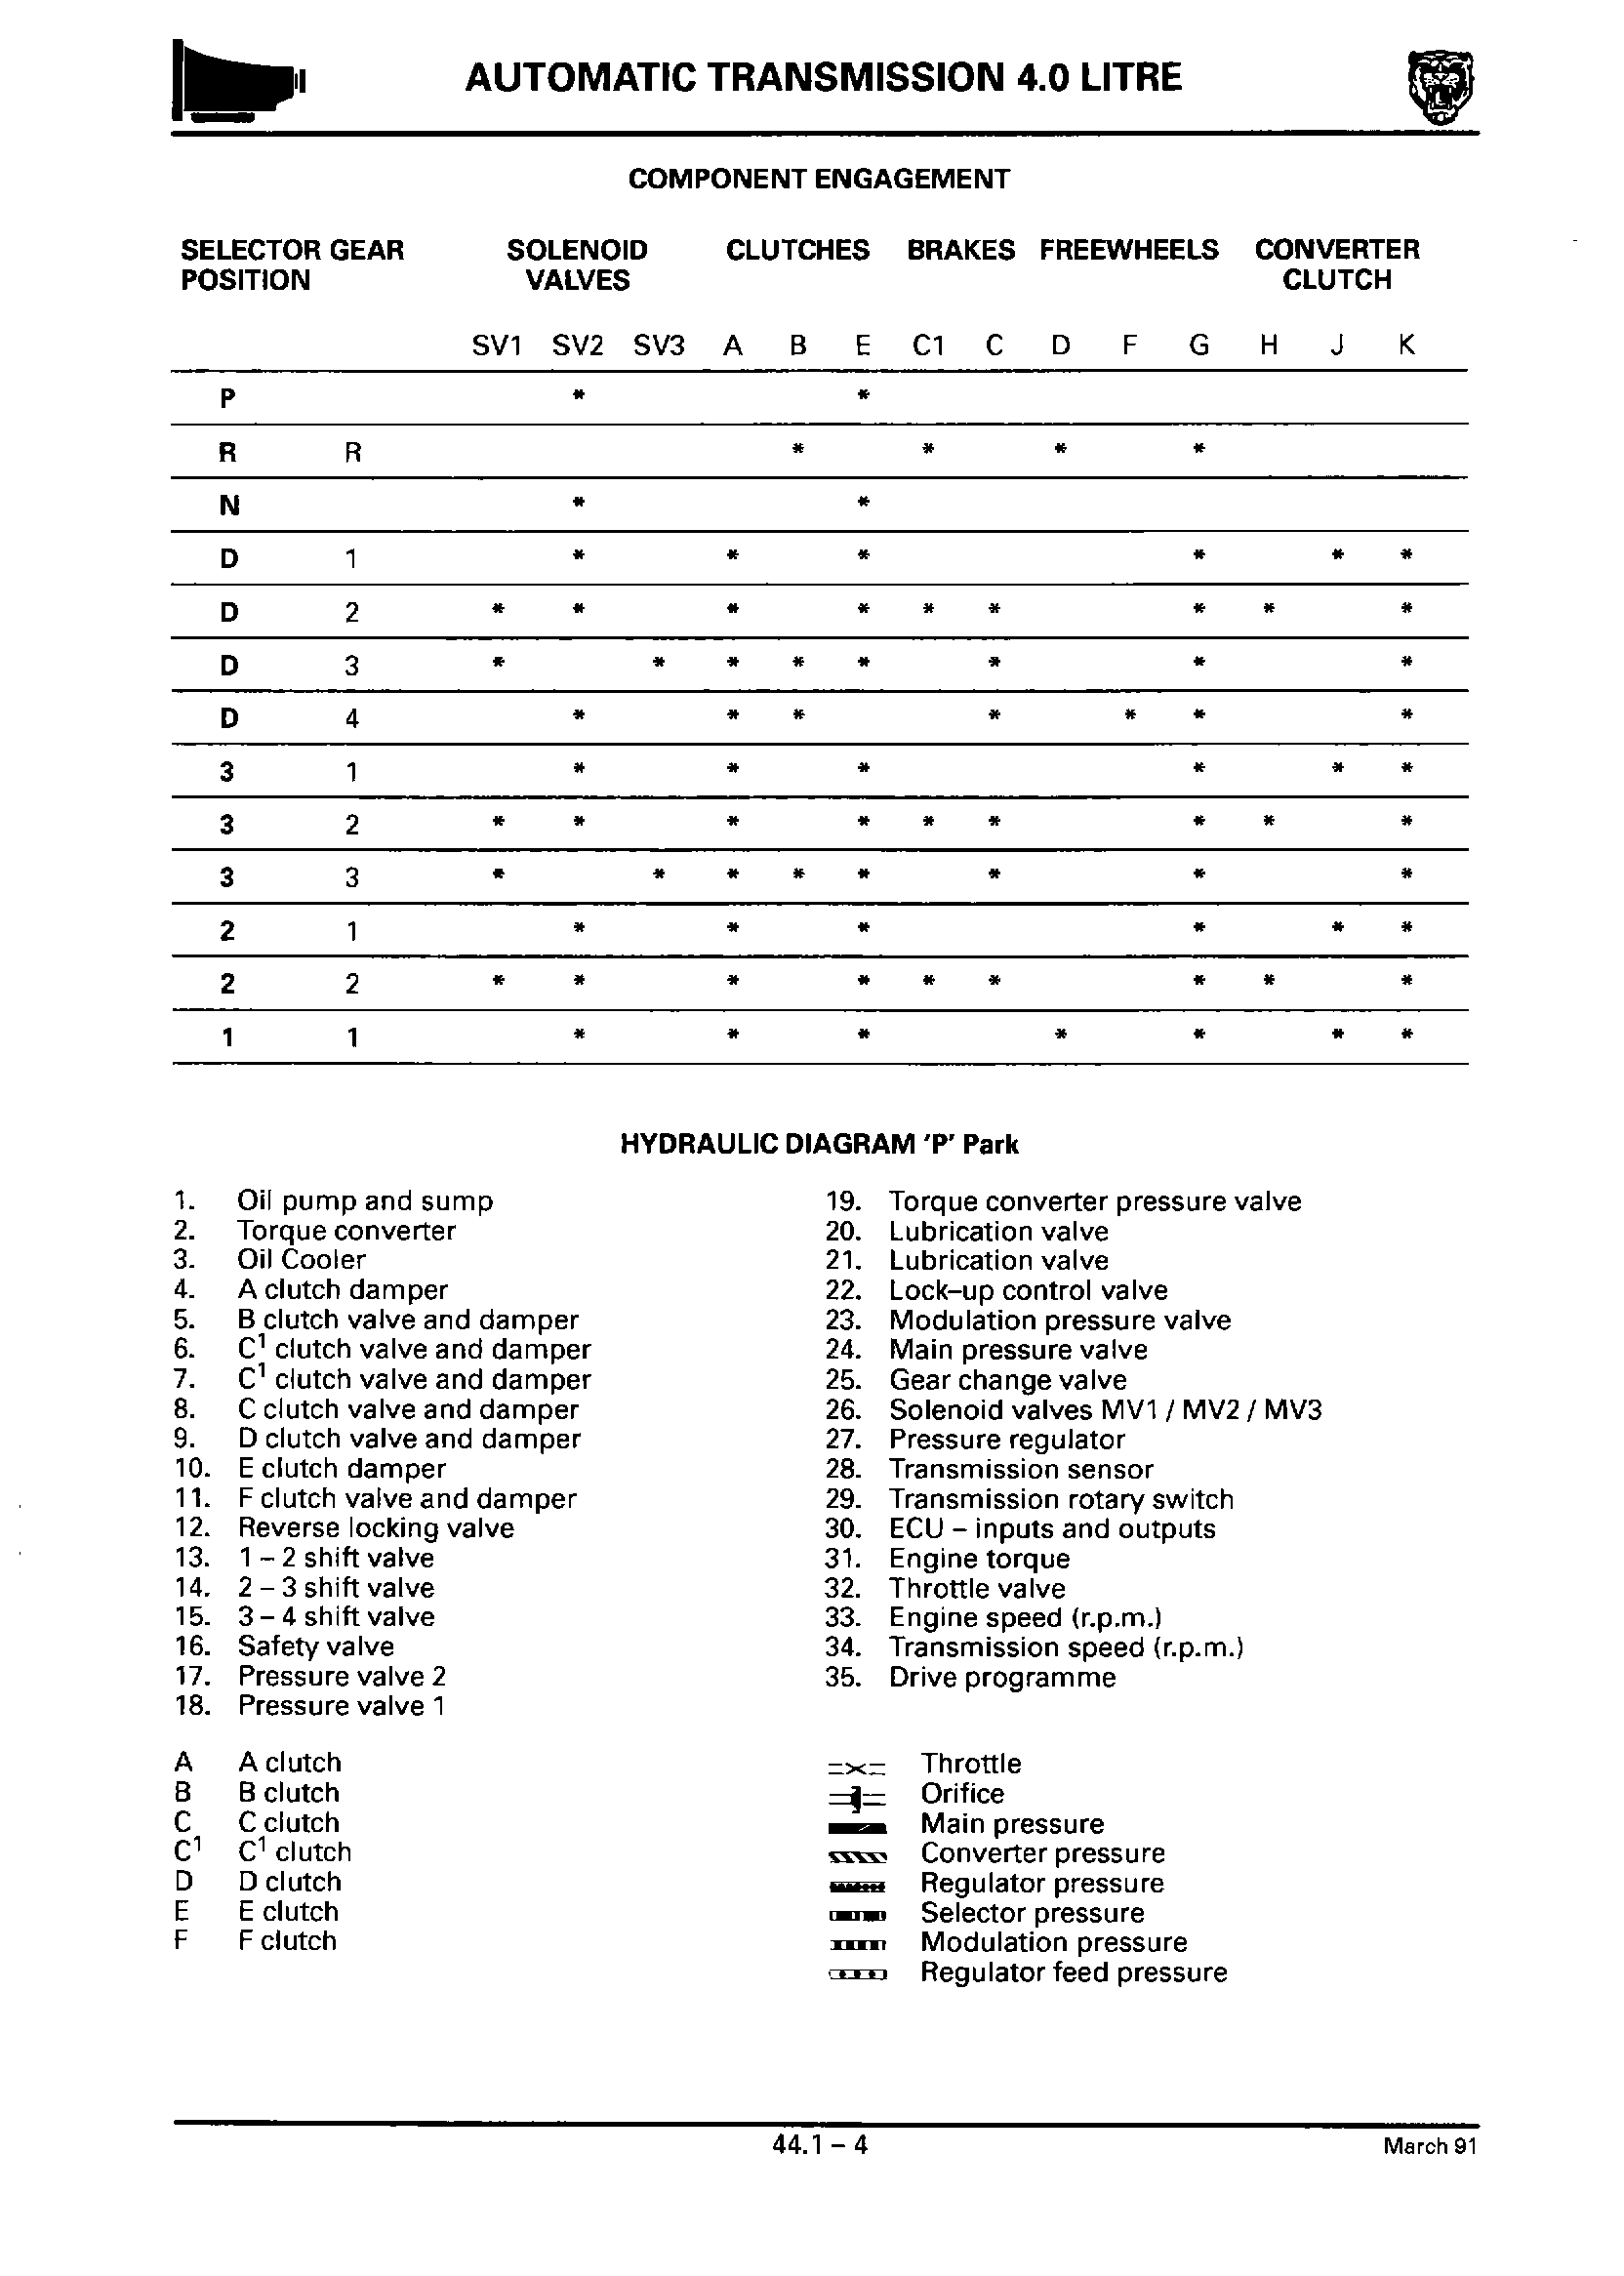 AUTOMATIC TRANSMISSION 4.0 LITRE
COMPONENT ENGAGEMENT
SELECTOR GEAR SOLENOID CLUTCHES BRAKES FREEWHEELS CONVERTER
POSITION VALVES CLUTCH
SV1 SV2 SV3 A B E C1 C D F G H J K
P * *
R R * * * *
N * *
D 1 * * * * * *
D 2 * * * * * * * * *
D 3 * * * * * * * *
D 4 * * * * * * *
3 1 * * * * * *
3 2 * * * * * * * * *
3 3 * * * * * * * *
2 1 * * * * * *
2 2 * * * * * * * * *
1 1 * * * * * * *
HYDRAULIC DIAGRAM 'P' Park
1. Oil pump and sump
2. Torque converter
3. Oil Cooler
4. A clutch damper
5. B clutch valve and damper
6. C¹ clutch valve and damper
7. C¹ clutch valve and damper
8. C clutch valve and damper
9. D clutch valve and damper
10. E clutch damper
11. F clutch valve and damper
12. Reverse locking valve
13. 1 – 2 shift valve
14. 2 – 3 shift valve
15. 3 – 4 shift valve
16. Safety valve
17. Pressure valve 2
18. Pressure valve 1
19. Torque converter pressure valve
20. Lubrication valve
21. Lubrication valve
22. Lock–up control valve
23. Modulation pressure valve
24. Main pressure valve
25. Gear change valve
26. Solenoid valves MV1 / MV2 / MV3
27. Pressure regulator
28. Transmission sensor
29. Transmission rotary switch
30. ECU – inputs and outputs
31. Engine torque
32. Throttle valve
33. Engine speed (r.p.m.)
34. Transmission speed (r.p.m.)
35. Drive programme
A A clutch
B B clutch
C C clutch
C¹ C¹ clutch
D D clutch
E E clutch
F F clutch
Throttle
Orifice
Main pressure
Converter pressure
Regulator pressure
Selector pressure
Modulation pressure
Regulator feed pressure
44.1 – 4
March 91